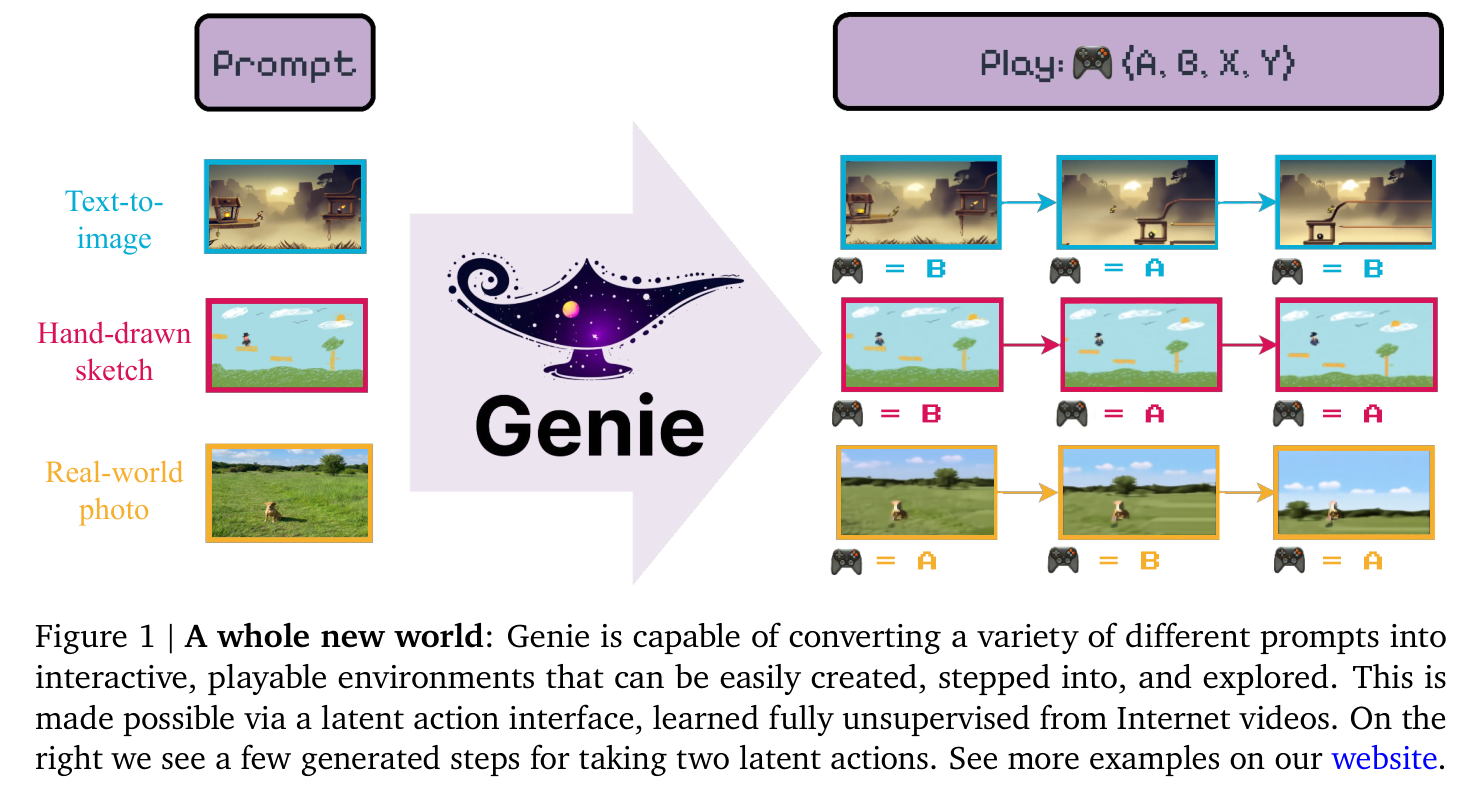 Prompt
Play: {A, B, X, Y}
Text-to-
image
= B
= A
= B
Hand-drawn
sketch
= B
= A
= A
Real-world
photo
= A
= B
= A
Genie
Figure 1 | A whole new world: Genie is capable of converting a variety of different prompts into
interactive, playable environments that can be easily created, stepped into, and explored. This is
made possible via a latent action interface, learned fully unsupervised from Internet videos. On the
right we see a few generated steps for taking two latent actions. See more examples on our website.